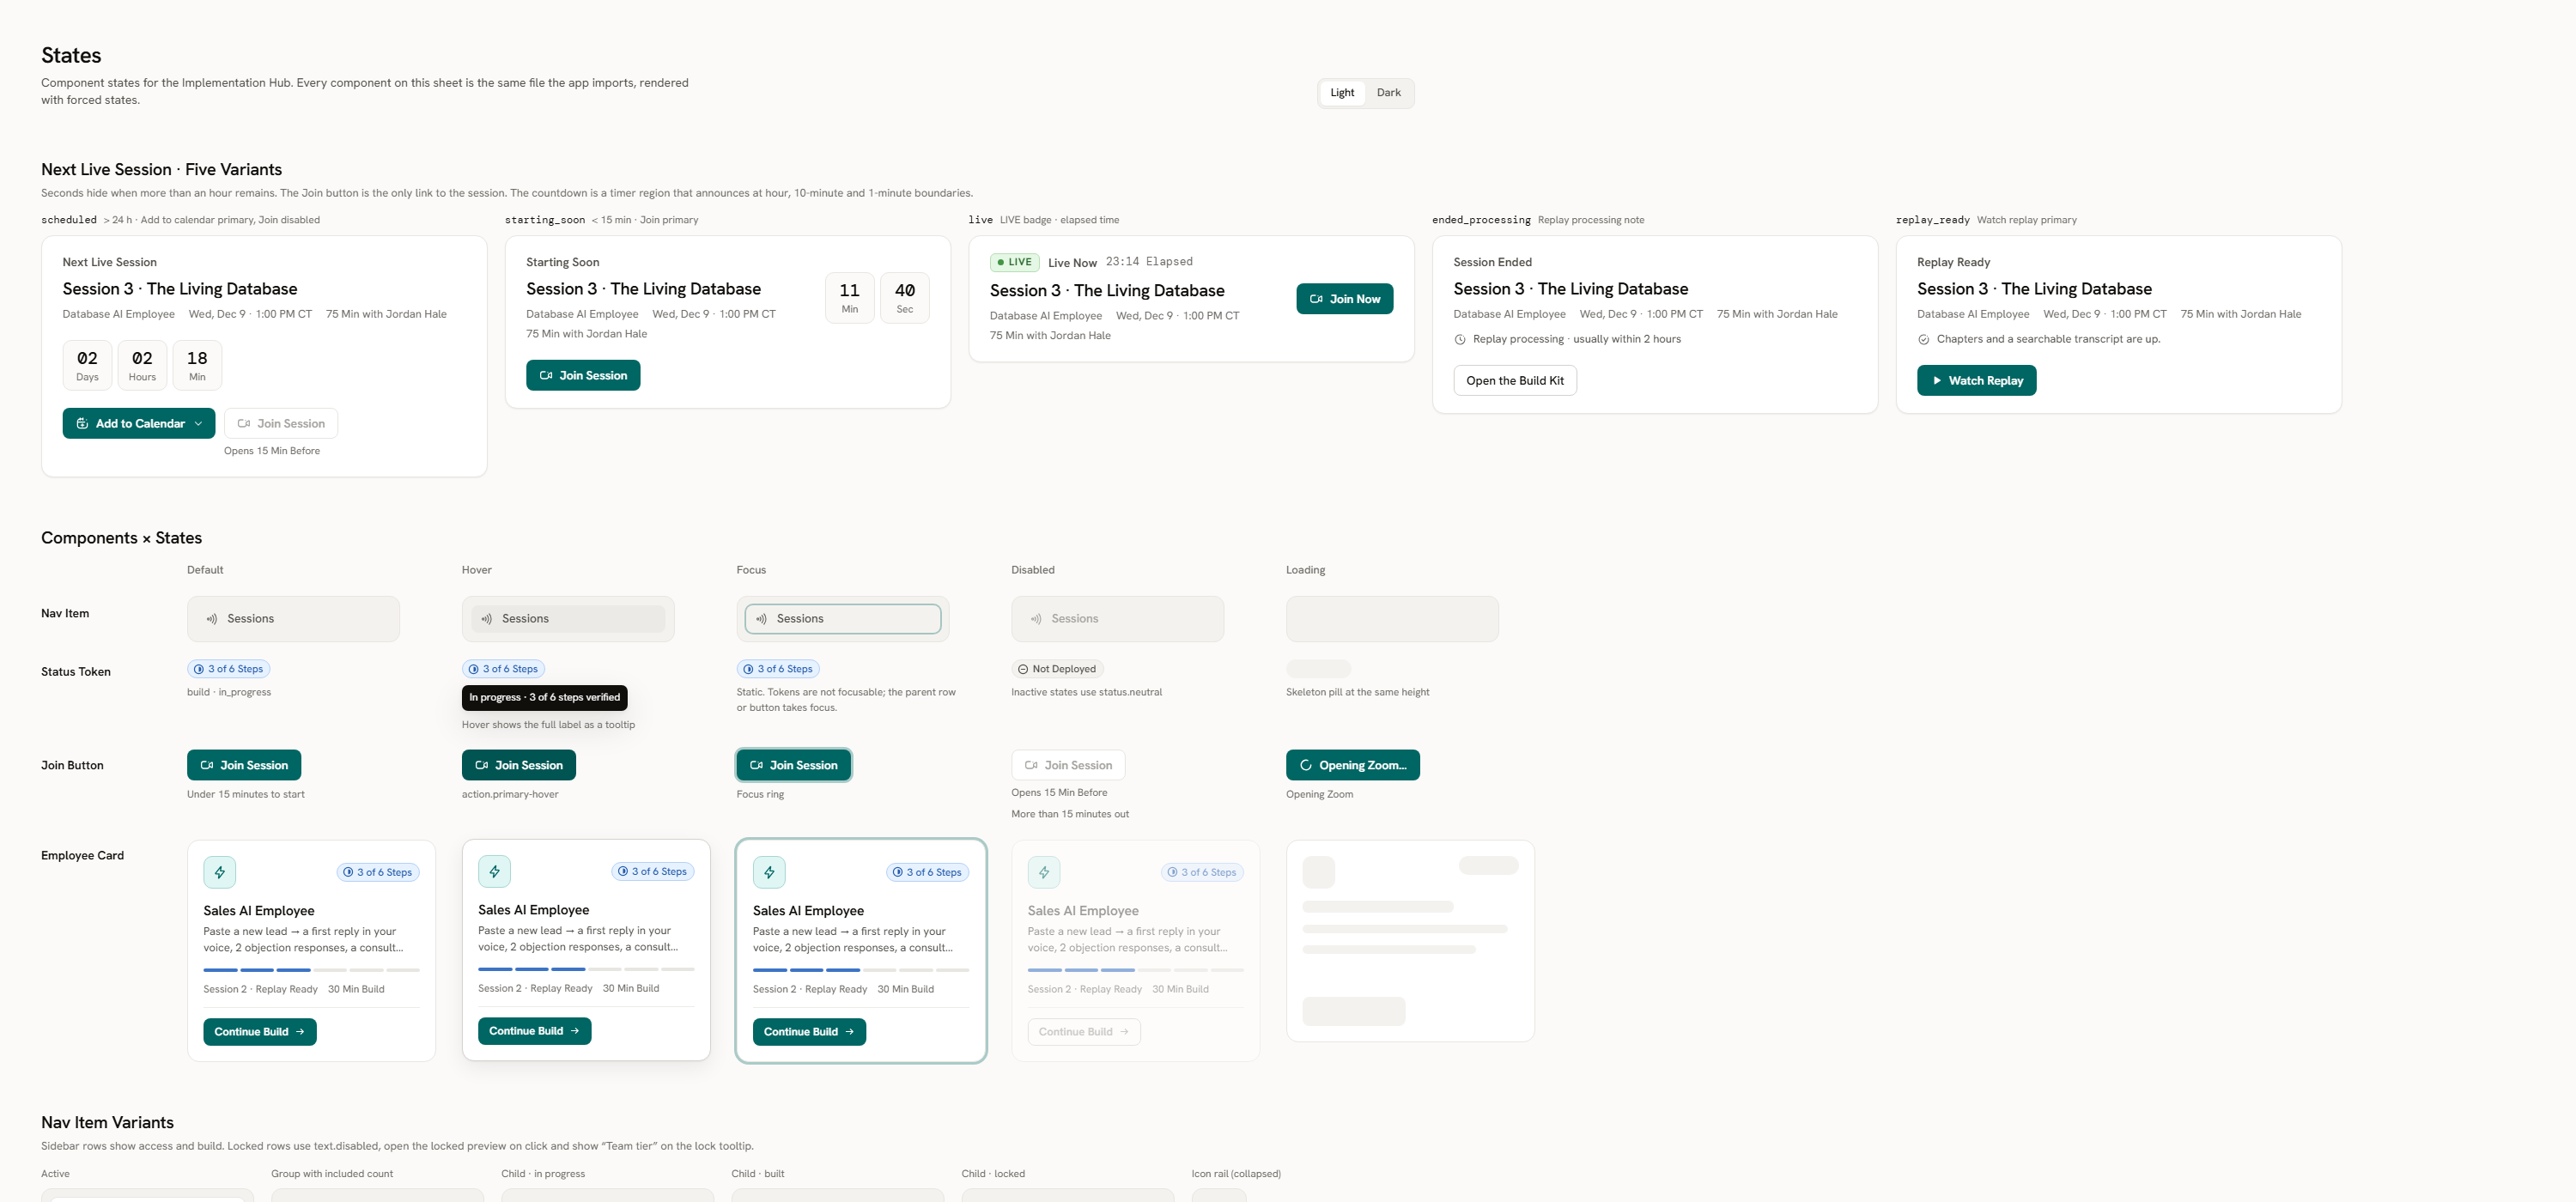 States
Component states for the Implementation Hub. Every component on this sheet is the same file the app imports, rendered
with forced states.
Light
Dark
Next Live Session · Five Variants
Seconds hide when more than an hour remains. The Join button is the only link to the session. The countdown is a timer region that announces at hour, 10-minute and 1-minute boundaries.
scheduled > 24 h · Add to calendar primary, Join disabled
Next Live Session
Session 3 · The Living Database
Database AI Employee Wed, Dec 9 · 1:00 PM CT 75 Min with Jordan Hale
02 02 18
Days Hours Min
Add to Calendar
Join Session
Opens 15 Min Before
starting_soon < 15 min · Join primary
Starting Soon
Session 3 · The Living Database
Database AI Employee Wed, Dec 9 · 1:00 PM CT
75 Min with Jordan Hale
11 40
Min Sec
Join Session
live LIVE badge · elapsed time
LIVE Live Now 23:14 Elapsed
Session 3 · The Living Database
Database AI Employee Wed, Dec 9 · 1:00 PM CT
75 Min with Jordan Hale
Join Now
ended_processing Replay processing note
Session Ended
Session 3 · The Living Database
Database AI Employee Wed, Dec 9 · 1:00 PM CT 75 Min with Jordan Hale
Replay processing · usually within 2 hours
Open the Build Kit
replay_ready Watch replay primary
Replay Ready
Session 3 · The Living Database
Database AI Employee Wed, Dec 9 · 1:00 PM CT 75 Min with Jordan Hale
Chapters and a searchable transcript are up.
Watch Replay
Components × States
Default Hover Focus Disabled Loading
Nav Item
Sessions
Sessions
Sessions
Sessions
Status Token
3 of 6 Steps
build · in_progress
3 of 6 Steps
In progress · 3 of 6 steps verified
Hover shows the full label as a tooltip
3 of 6 Steps
Static. Tokens are not focusable; the parent row
or button takes focus.
Not Deployed
Inactive states use status.neutral
Skeleton pill at the same height
Join Button
Join Session
Under 15 minutes to start
Join Session
action.primary-hover
Join Session
Focus ring
Join Session
Opens 15 Min Before
More than 15 minutes out
Opening Zoom...
Opening Zoom
Employee Card
3 of 6 Steps
Sales AI Employee
Paste a new lead → a first reply in your
voice, 2 objection responses, a consult...
Session 2 · Replay Ready 30 Min Build
Continue Build →
3 of 6 Steps
Sales AI Employee
Paste a new lead → a first reply in your
voice, 2 objection responses, a consult...
Session 2 · Replay Ready 30 Min Build
Continue Build →
3 of 6 Steps
Sales AI Employee
Paste a new lead → a first reply in your
voice, 2 objection responses, a consult...
Session 2 · Replay Ready 30 Min Build
Continue Build →
3 of 6 Steps
Sales AI Employee
Paste a new lead → a first reply in your
voice, 2 objection responses, a consult...
Session 2 · Replay Ready 30 Min Build
Continue Build →
Nav Item Variants
Sidebar rows show access and build. Locked rows use text.disabled, open the locked preview on click and show “Team tier” on the lock tooltip.
Active Group with included count Child · in progress Child · built Child · locked Icon rail (collapsed)